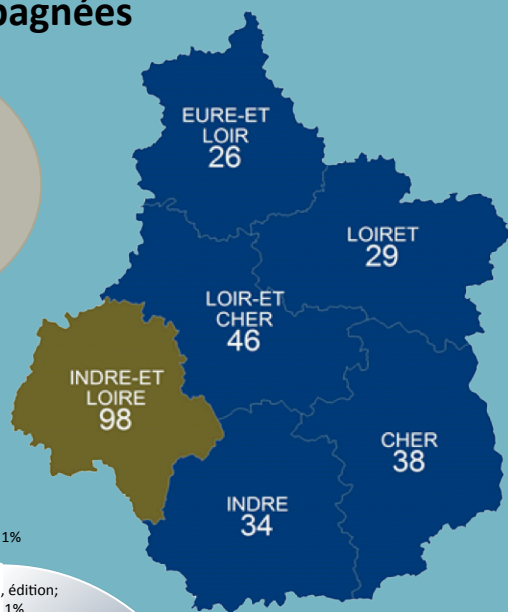 pagnées
EURE-ET
LOIR
26
LOIRET
29
LOIR-ET
CHER
46
INDRE-ET
LOIRE
98
CHER
38
INDRE
34
1%
, édition;
1%